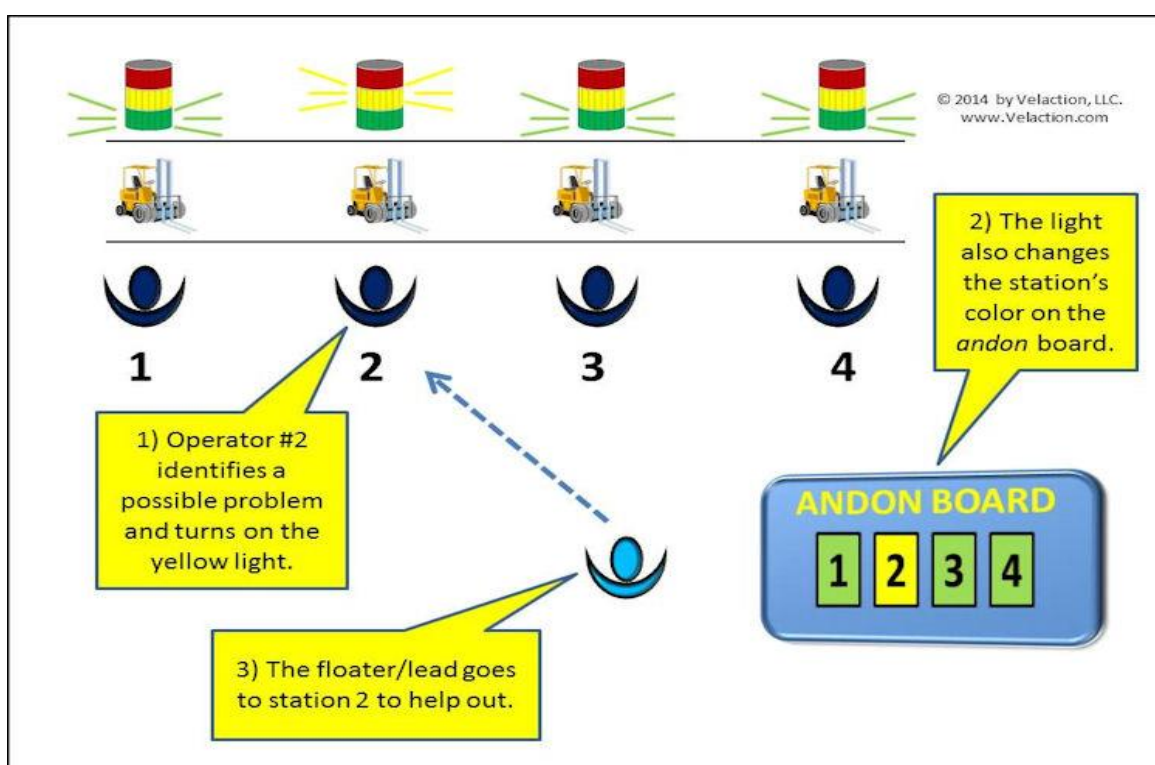 © 2014 by Velaction, LLC.
www.Velaction.com
1
2
3
4
1) Operator #2
identifies a
possible problem
and turns on the
yellow light.
2) The light
also changes
the station’s
color on the
andon board.
3) The floater/lead goes
to station 2 to help out.
ANDON BOARD
1 2 3 4